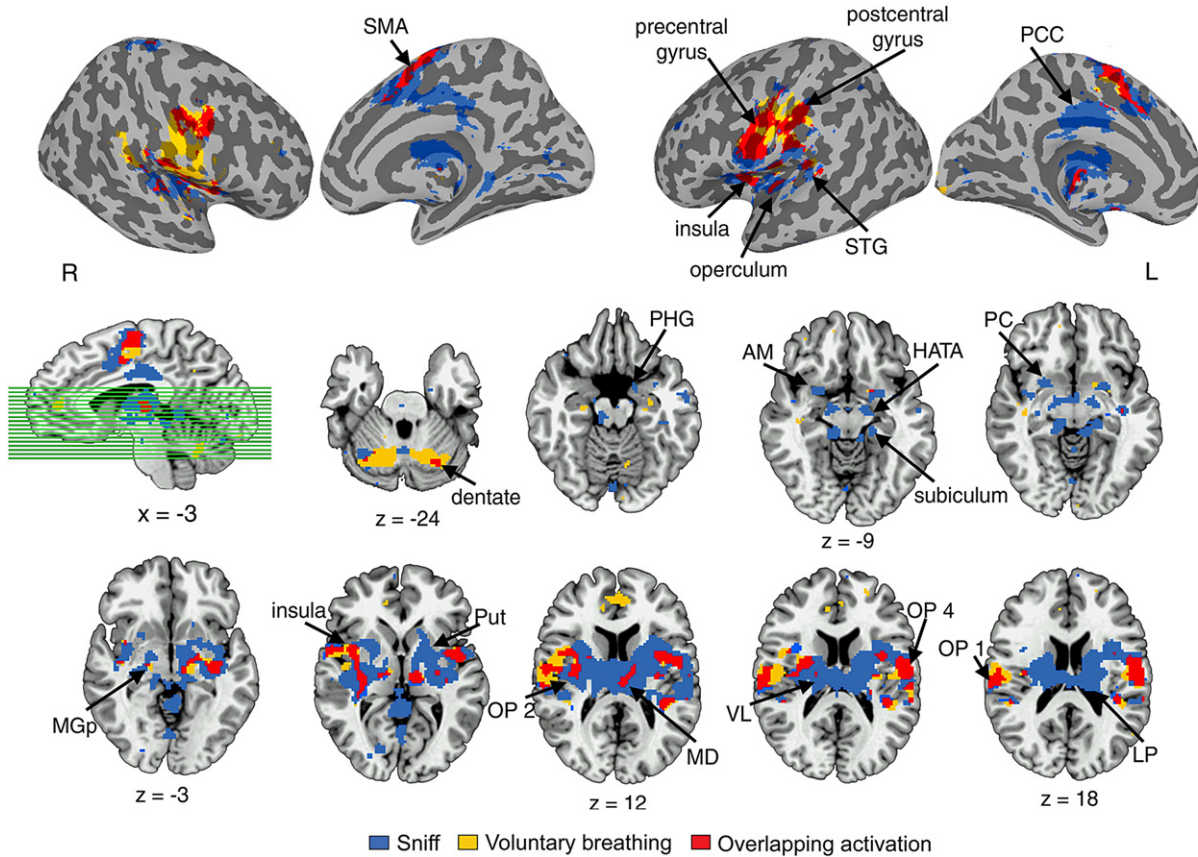 SMA
precentral
gyrus
postcentral
gyrus
PCC
insula
operculum
STG
R
L
x = -3
z = -24
dentate
PHG
AM
HATA
subiculum
z = -9
PC
MGp
z = -3
insula
Put
OP 2
MD
z = 12
VL
OP 4
OP 1
LP
z = 18
Sniff Voluntary breathing Overlapping activation